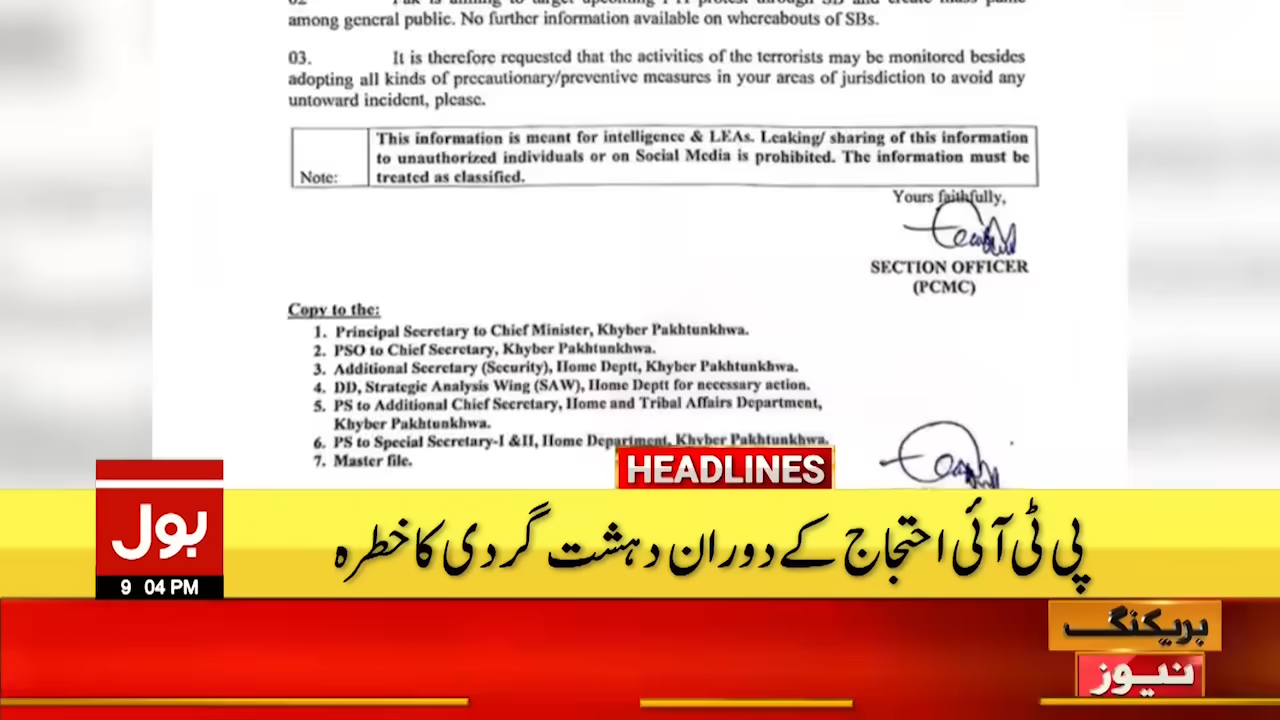 among general public. No further information available on whereabouts of SBs.
03. It is therefore requested that the activities of the terrorists may be monitored besides
adopting all kinds of precautionary/preventive measures in your areas of jurisdiction to avoid any
untoward incident, please.
Note:
This information is meant for intelligence & LEAs. Leaking/ sharing of this information
to unauthorized individuals or on Social Media is prohibited. The information must be
treated as classified.
Yours faithfully,
SECTION OFFICER
(PCMC)
Copy to the:
1. Principal Secretary to Chief Minister, Khyber Pakhtunkhwa.
2. PSO to Chief Secretary, Khyber Pakhtunkhwa.
3. Additional Secretary (Security), Home Deptt, Khyber Pakhtunkhwa.
4. DD, Strategic Analysis Wing (SAW), Home Deptt for necessary action.
5. PS to Additional Chief Secretary, Home and Tribal Affairs Department,
Khyber Pakhtunkhwa.
6. PS to Special Secretary-I &II, Home Department, Khyber Pakhtunkhwa.
7. Master file.
HEADLINES
بول
9 04 PM
پی ٹی آئی احتجاج کے دوران دہشت گردی کا خطرہ
بریکنگ
نیوز